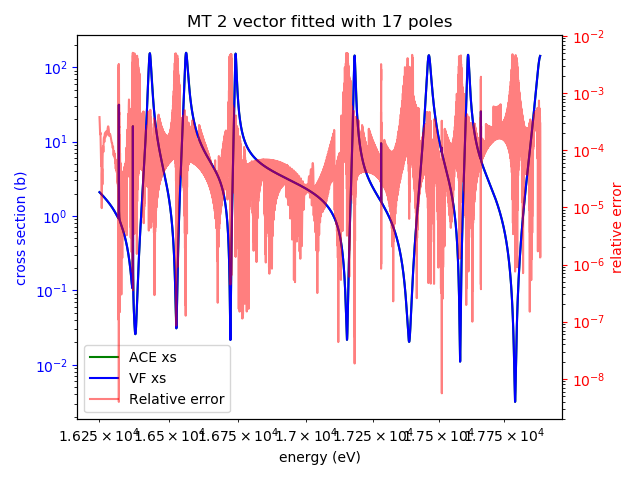 MT 2 vector fitted with 17 poles
10²
10¹
10⁰
10⁻¹
10⁻²
cross section (b)
10⁻²
10⁻³
10⁻⁴
10⁻⁵
10⁻⁶
10⁻⁷
10⁻⁸
relative error
ACE xs
VF xs
Relative error
1.625×10⁴ 1.65×10⁴ 1.675×10⁴ 1.7×10⁴ 1.725×10⁴ 1.75×10⁴ 1.775×10⁴
energy (eV)